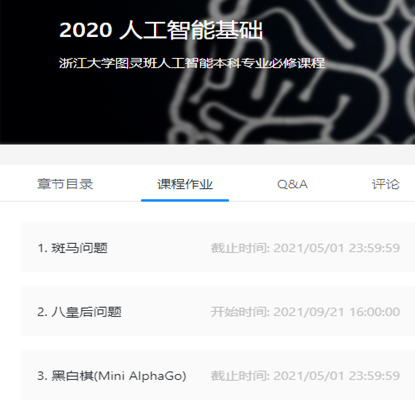 2020 人工智能基础
浙江大学图灵班人工智能本科专业必修课程
章节目录 课程作业 Q&A 评论
1. 斑马问题 截止时间: 2021/05/01 23:59:59
2. 八皇后问题 开始时间: 2021/09/21 16:00:00
3. 黑白棋(Mini AlphaGo) 截止时间: 2021/05/01 23:59:59